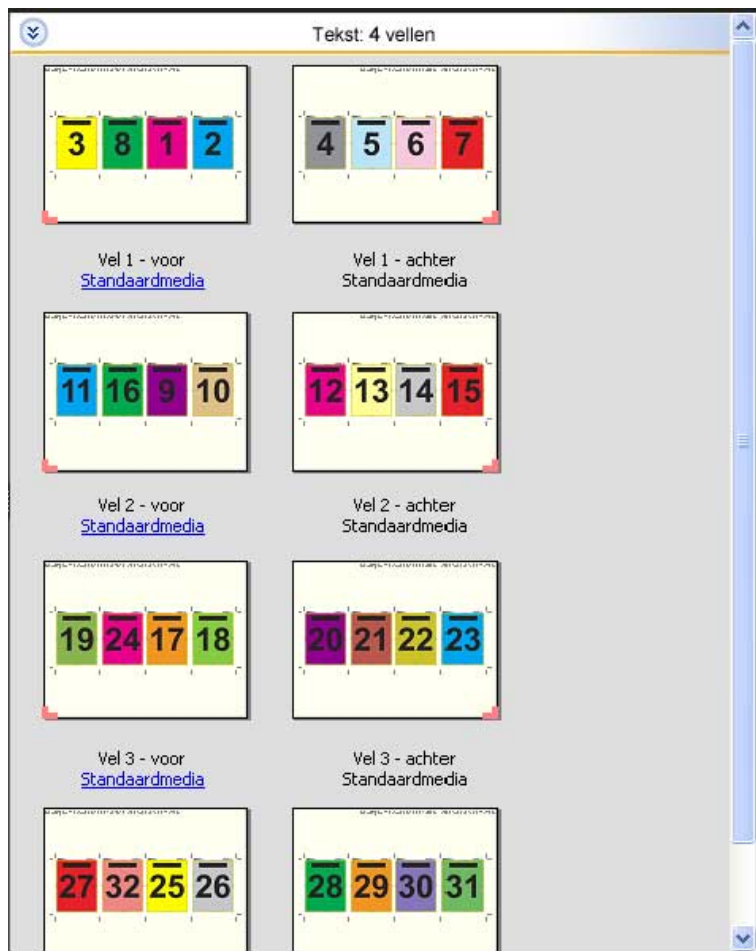 Tekst: 4 vellen
3 8 1 2
4 5 6 7
Vel 1 - voor
Standaardmedia
Vel 1 - achter
Standaardmedia
11 16 9 10
12 13 14 15
Vel 2 - voor
Standaardmedia
Vel 2 - achter
Standaardmedia
19 24 17 18
20 21 22 23
Vel 3 - voor
Standaardmedia
Vel 3 - achter
Standaardmedia
27 32 25 26
28 29 30 31